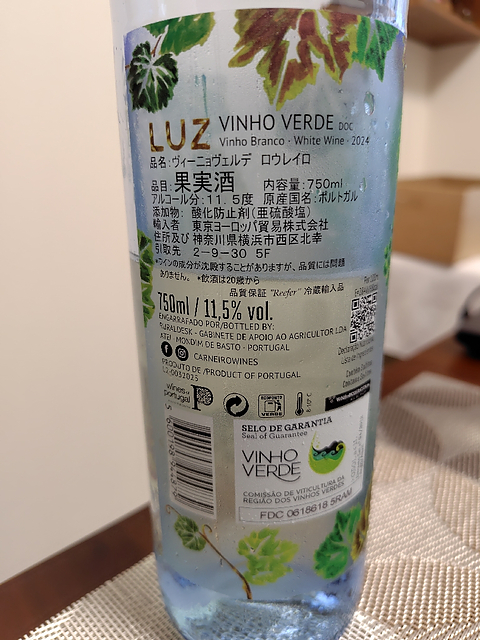 LUZ VINHO VERDE DOC
Vinho Branco · White Wine · 2024
品名:ヴィーニョヴェルデ ロウレイロ
品目:果実酒 内容量:750ml
アルコール分:11.5度 原産国名:ポルトガル
添加物: 酸化防止剤(亜硫酸塩)
輸入者 東京ヨーロッパ貿易株式会社
住所及び 神奈川県横浜市西区北幸
引取先 2-9-30 5F
*ワインの成分が沈殿することがありますが、品質には問題
ありません。 *飲酒は20歳から
品質保証 "Reefer" 冷蔵輸入品
750ml / 11,5% vol.
ENGARRAFADO POR/BOTTLED BY:
RURALDESK - GABINETE DE APOIO AO AGRICULTOR LDA
MONDIM DE BASTO - PORTUGAL
CARNEIROWINES
PRODUTO DE /PRODUCT OF PORTUGAL
wines of
portugal
PONTO
VERDE
SELO DE GARANTIA
Seal of Guarantee
VINHO
VERDE
COMISSÃO DE VITICULTURA DA
REGIÃO DOS VINHOS VERDES
FDC 0618618 5RAM